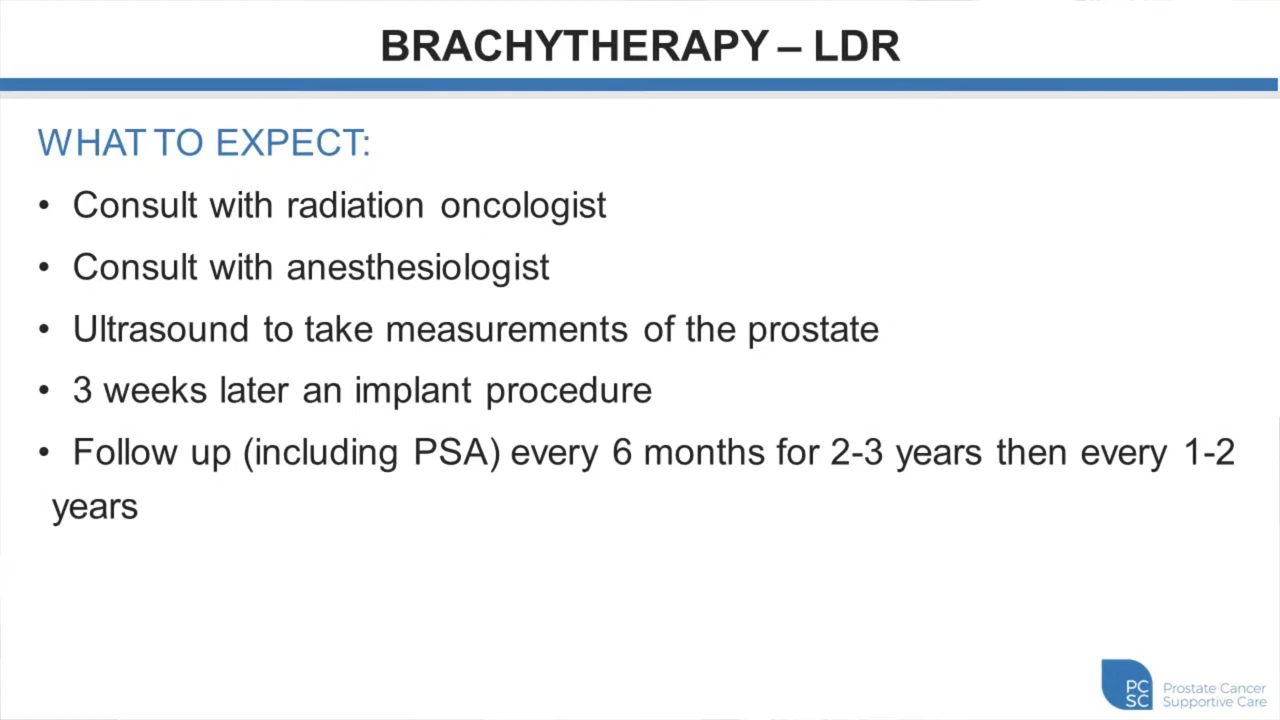 BRACHYTHERAPY – LDR
WHAT TO EXPECT:
• Consult with radiation oncologist
• Consult with anesthesiologist
• Ultrasound to take measurements of the prostate
• 3 weeks later an implant procedure
• Follow up (including PSA) every 6 months for 2-3 years then every 1-2
years
PC
SC
Prostate Cancer
Supportive Care